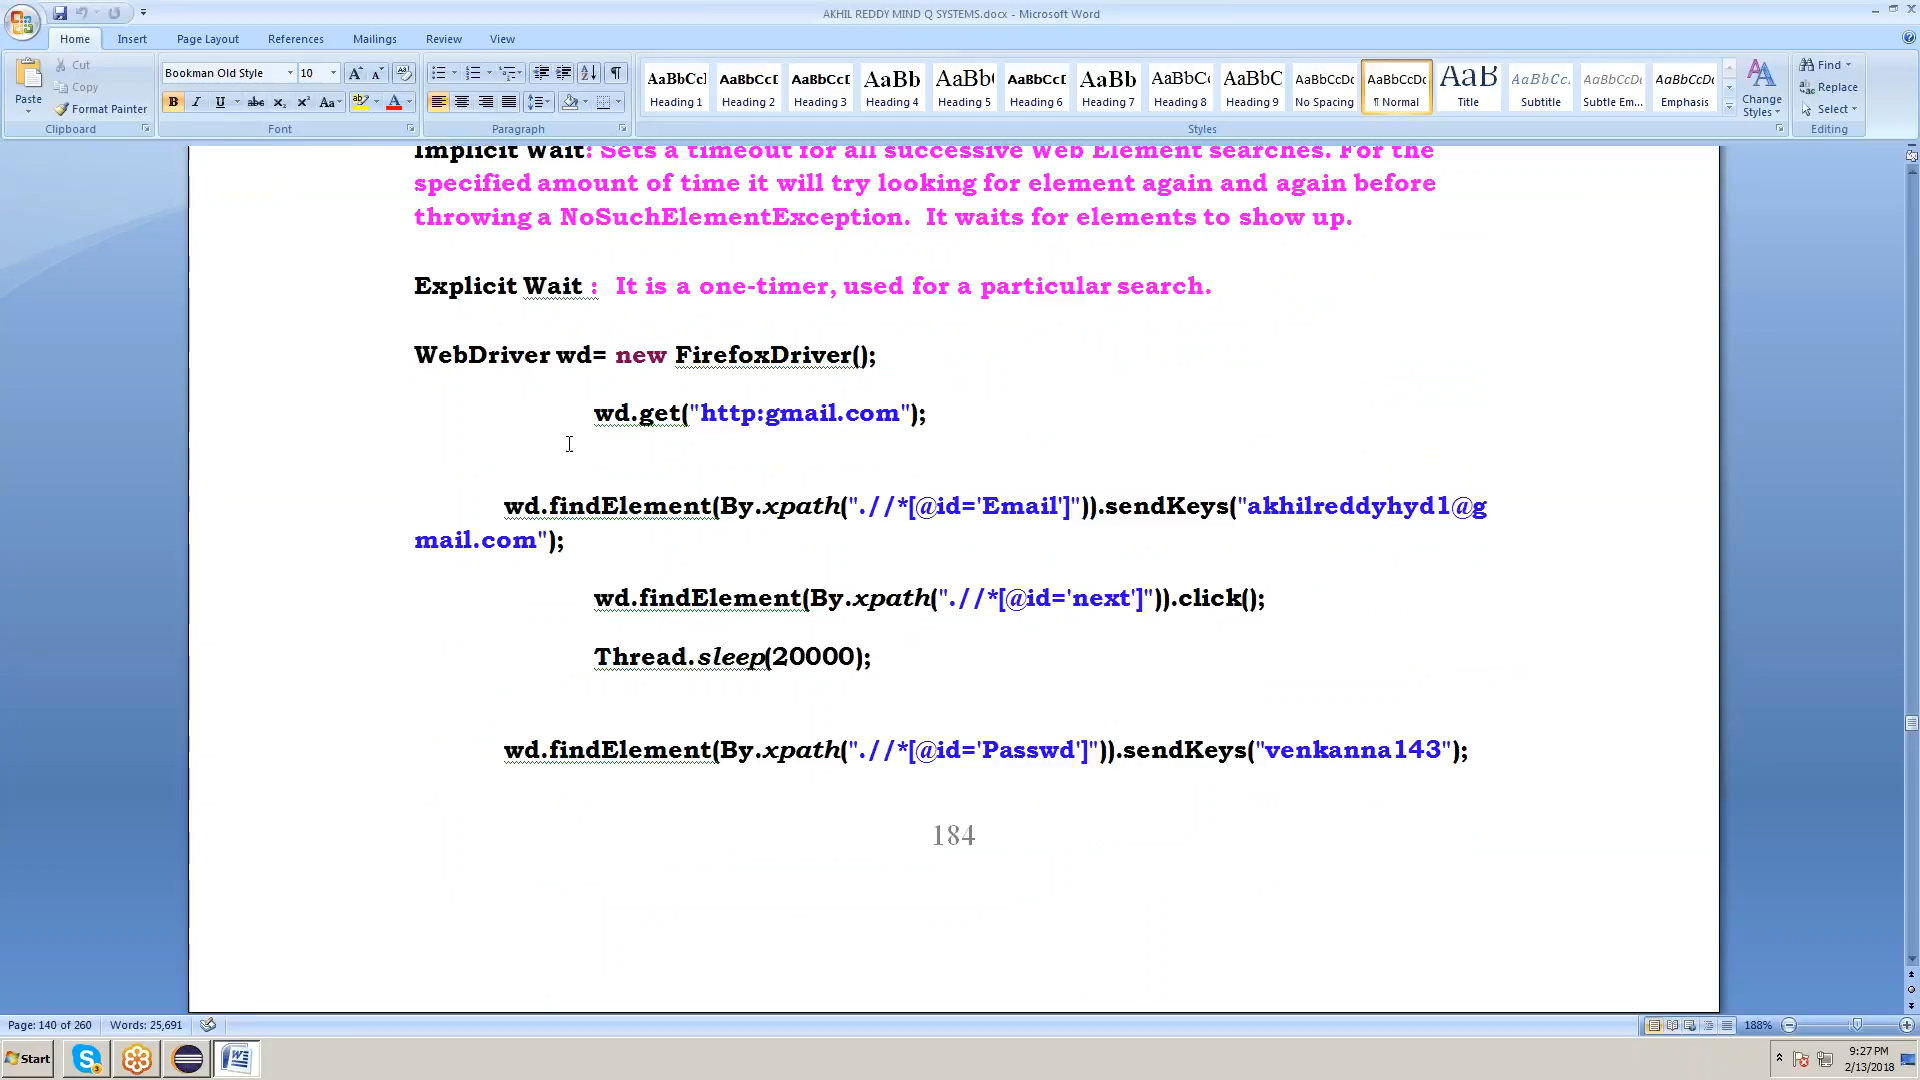 AKHIL REDDY MIND Q SYSTEMS.docx - Microsoft Word
Home Insert Page Layout References Mailings Review View
Paste Cut Copy Format Painter
Bookman Old Style 10
AaBbCcI AaBbCcD AaBbCcD AaBb AaBb( AaBbCcD AaBb AaBbC( AaBbC AaBbCcDc AaBbCcDc AaB AaBbCc. AaBbCcDc AaBbCcDc
Heading 1 Heading 2 Heading 3 Heading 4 Heading 5 Heading 6 Heading 7 Heading 8 Heading 9 No Spacing ¶ Normal Title Subtitle Subtle Em... Emphasis
Change Styles
Find
Replace
Select
Clipboard Font Paragraph Styles Editing
Implicit Wait: Sets a timeout for all successive Web Element searches. For the
specified amount of time it will try looking for element again and again before
throwing a NoSuchElementException. It waits for elements to show up.
Explicit Wait : It is a one-timer, used for a particular search.
WebDriver wd= new FirefoxDriver();
wd.get("http:gmail.com");
wd.findElement(By.xpath(".//*[@id='Email']")).sendKeys("akhilreddyhyd1@g
mail.com");
wd.findElement(By.xpath(".//*[@id='next']")).click();
Thread.sleep(20000);
wd.findElement(By.xpath(".//*[@id='Passwd']")).sendKeys("venkanna143");
184
Page: 140 of 260 Words: 25,691 188%
Start 9:27 PM
2/13/2018